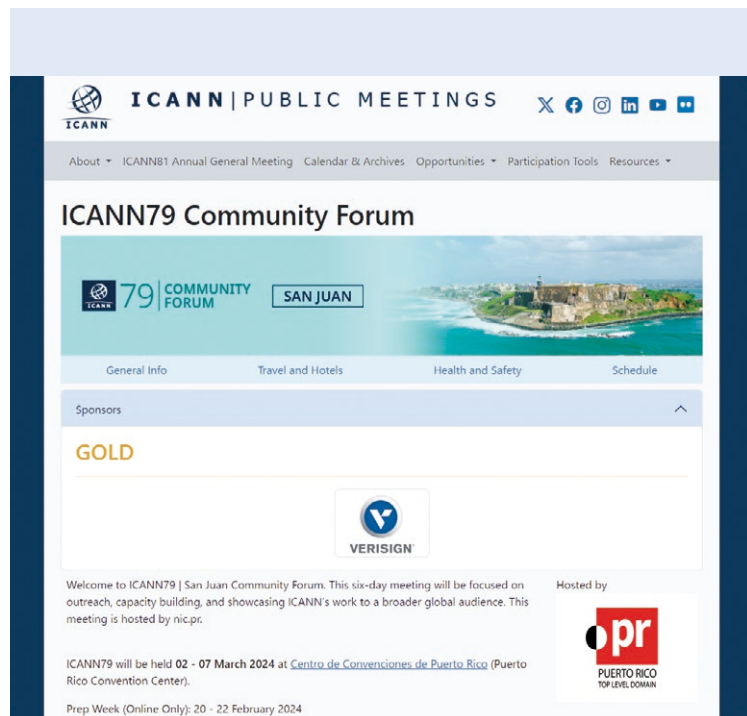 ICANN
ICANN|PUBLIC MEETINGS
About ICANN81 Annual General Meeting Calendar & Archives Opportunities Participation Tools Resources
ICANN79 Community Forum
ICANN
79 COMMUNITY
FORUM
SAN JUAN
General Info Travel and Hotels Health and Safety Schedule
Sponsors
GOLD
VERISIGN
Welcome to ICANN79 | San Juan Community Forum. This six-day meeting will be focused on
outreach, capacity building, and showcasing ICANN's work to a broader global audience. This
meeting is hosted by nic.pr.
Hosted by
.pr
PUERTO RICO
TOP LEVEL DOMAIN
ICANN79 will be held 02 - 07 March 2024 at Centro de Convenciones de Puerto Rico (Puerto
Rico Convention Center).
Prep Week (Online Only): 20 - 22 February 2024